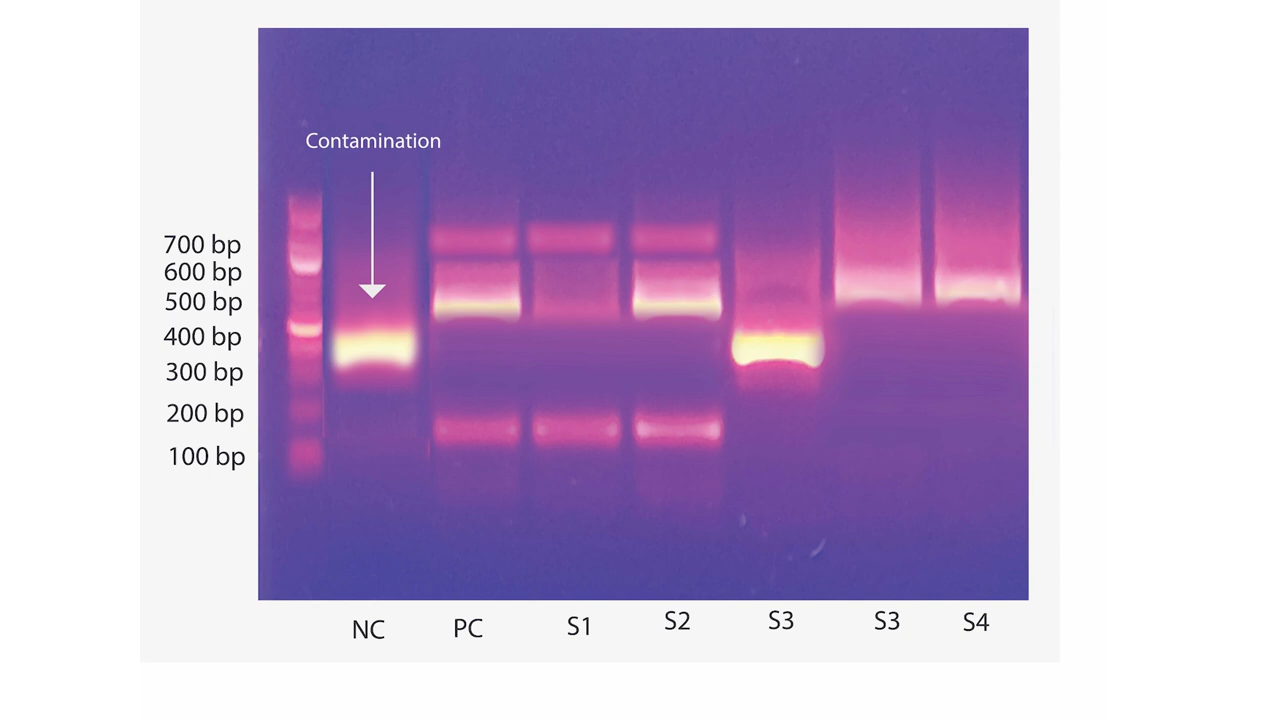 Contamination
700 bp
600 bp
500 bp
400 bp
300 bp
200 bp
100 bp
NC PC S1 S2 S3 S3 S4